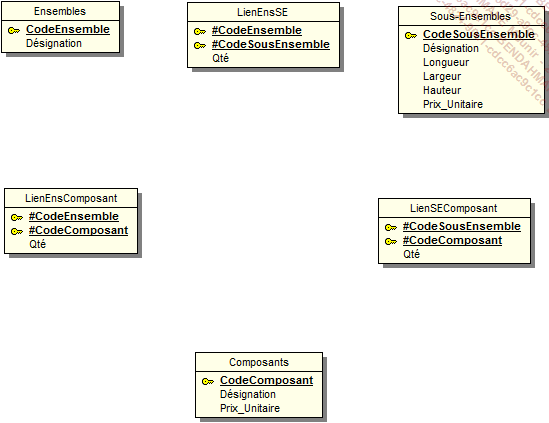 Ensembles
CodeEnsemble
Désignation
LienEnsSE
#CodeEnsemble
#CodeSousEnsemble
Qté
Sous-Ensembles
CodeSousEnsemble
Désignation
Longueur
Largeur
Hauteur
Prix_Unitaire
LienEnsComposant
#CodeEnsemble
#CodeComposant
Qté
LienSEComposant
#CodeSousEnsemble
#CodeComposant
Qté
Composants
CodeComposant
Désignation
Prix_Unitaire